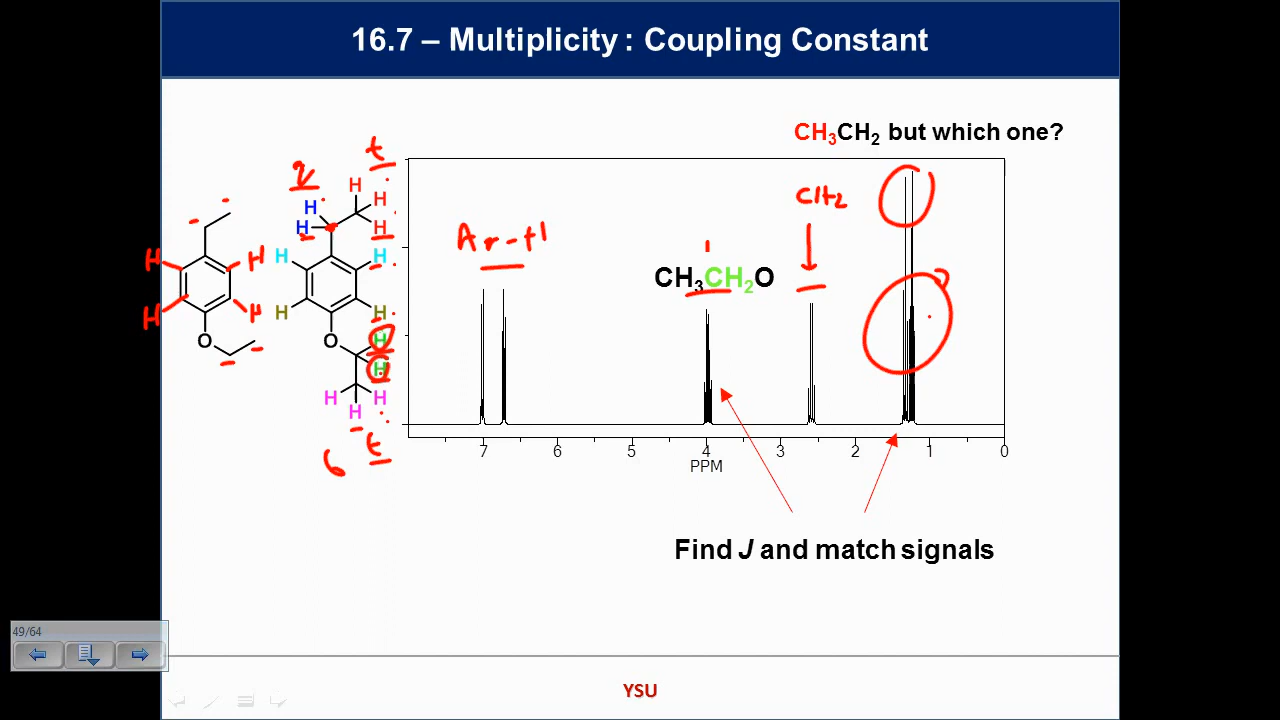 16.7 – Multiplicity : Coupling Constant
CH3CH2 but which one?
t
q
H
H H
H H
H H
H H
H H
H H
O O
H
H
H H
H
6 t
Ar-H
CH3CH2O
CH2
7 6 5 4 3 2 1 0
PPM
Find J and match signals
49/64
YSU